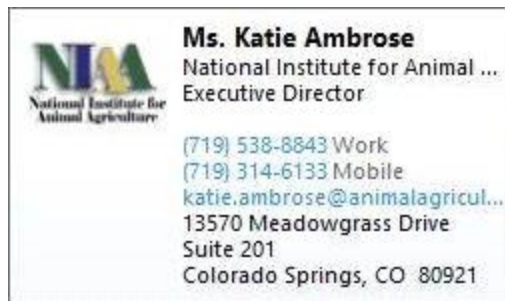 NIAA
National Institute for
Animal Agriculture
Ms. Katie Ambrose
National Institute for Animal ...
Executive Director
(719) 538-8843 Work
(719) 314-6133 Mobile
katie.ambrose@animalagricul...
13570 Meadowgrass Drive
Suite 201
Colorado Springs, CO 80921